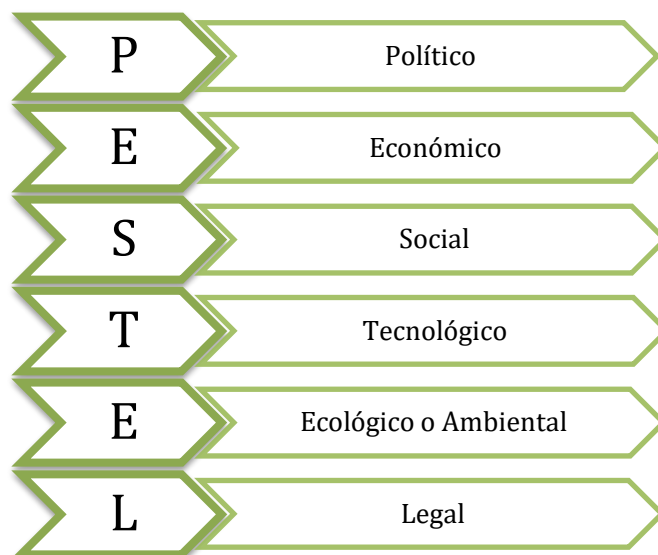 P
Político
E
Económico
S
Social
T
Tecnológico
E
Ecológico o Ambiental
L
Legal